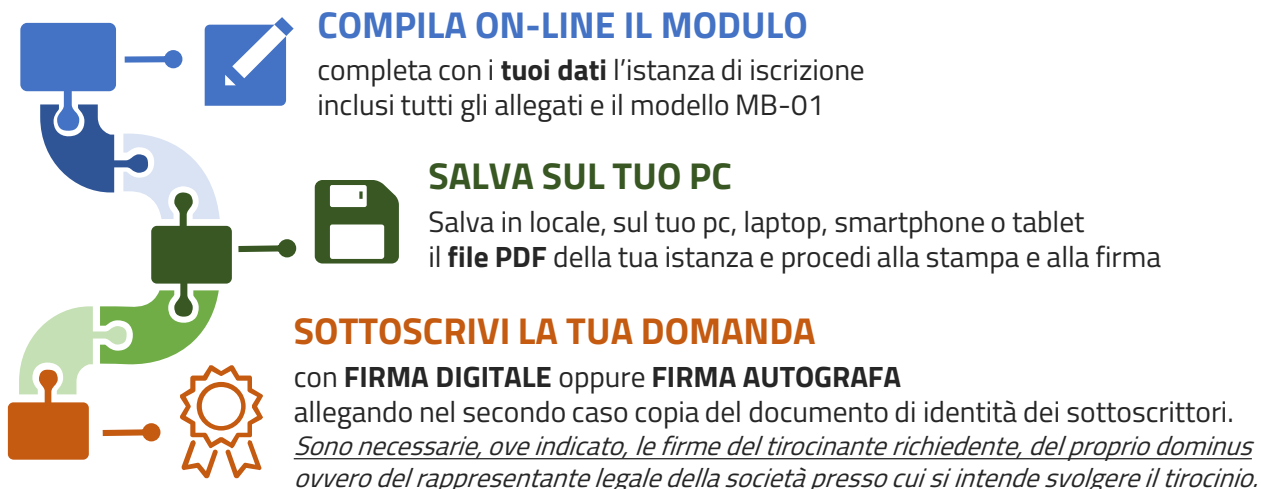 COMPILA ON-LINE IL MODULO
completa con i tuoi dati l'istanza di iscrizione
inclusi tutti gli allegati e il modello MB-01
SALVA SUL TUO PC
Salva in locale, sul tuo pc, laptop, smartphone o tablet
il file PDF della tua istanza e procedi alla stampa e alla firma
SOTTOSCRIVI LA TUA DOMANDA
con FIRMA DIGITALE oppure FIRMA AUTOGRAFA
allegando nel secondo caso copia del documento di identità dei sottoscrittori.
Sono necessarie, ove indicato, le firme del tirocinante richiedente, del proprio dominus
ovvero del rappresentante legale della società presso cui si intende svolgere il tirocinio.